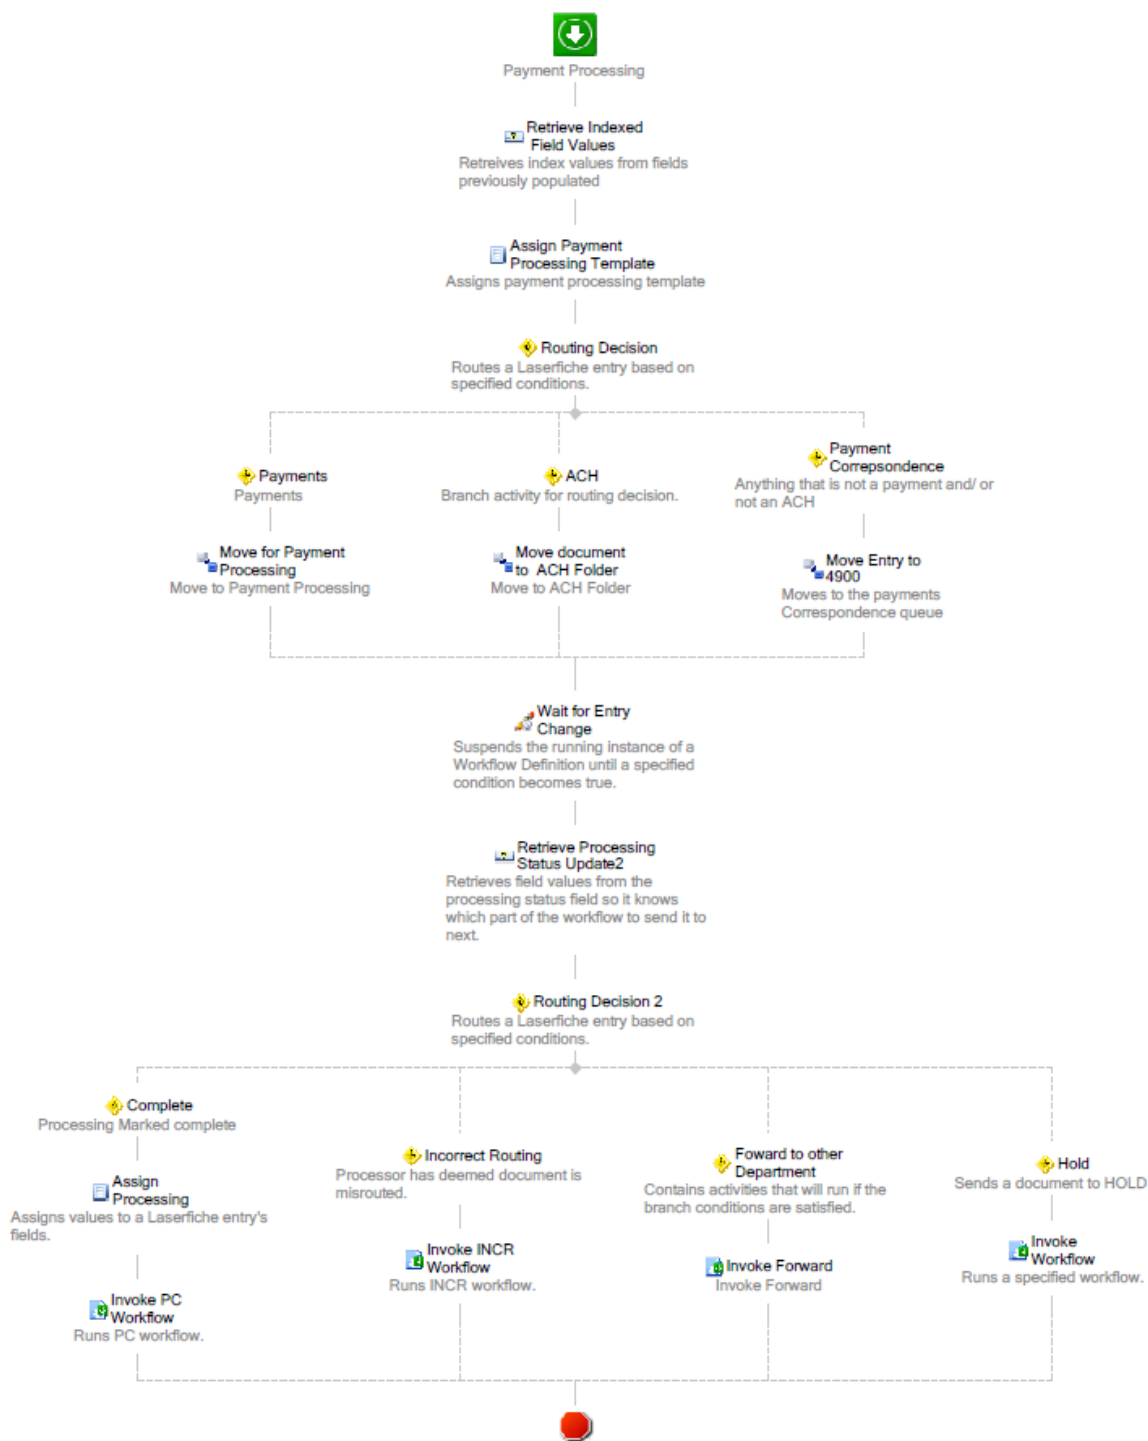 Payment Processing
Retrieve Indexed
Field Values
Retreives index values from fields
previously populated
Assign Payment
Processing Template
Assigns payment processing template
Routing Decision
Routes a Laserfiche entry based on
specified conditions.
Payments
Payments
Move for Payment
Processing
Move to Payment Processing
ACH
Branch activity for routing decision.
Move document
to ACH Folder
Move to ACH Folder
Payment
Correpsondence
Anything that is not a payment and/ or
not an ACH
Move Entry to
4900
Moves to the payments
Correspondence queue
Wait for Entry
Change
Suspends the running instance of a
Workflow Definition until a specified
condition becomes true.
Retrieve Processing
Status Update2
Retrieves field values from the
processing status field so it knows
which part of the workflow to send it to
next.
Routing Decision 2
Routes a Laserfiche entry based on
specified conditions.
Complete
Processing Marked complete
Assign
Processing
Assigns values to a Laserfiche entry's
fields.
Invoke PC
Workflow
Runs PC workflow.
Incorrect Routing
Processor has deemed document is
misrouted.
Invoke INCR
Workflow
Runs INCR workflow.
Foward to other
Department
Contains activities that will run if the
branch conditions are satisfied.
Invoke Forward
Invoke Forward
Hold
Sends a document to HOLD
Invoke
Workflow
Runs a specified workflow.